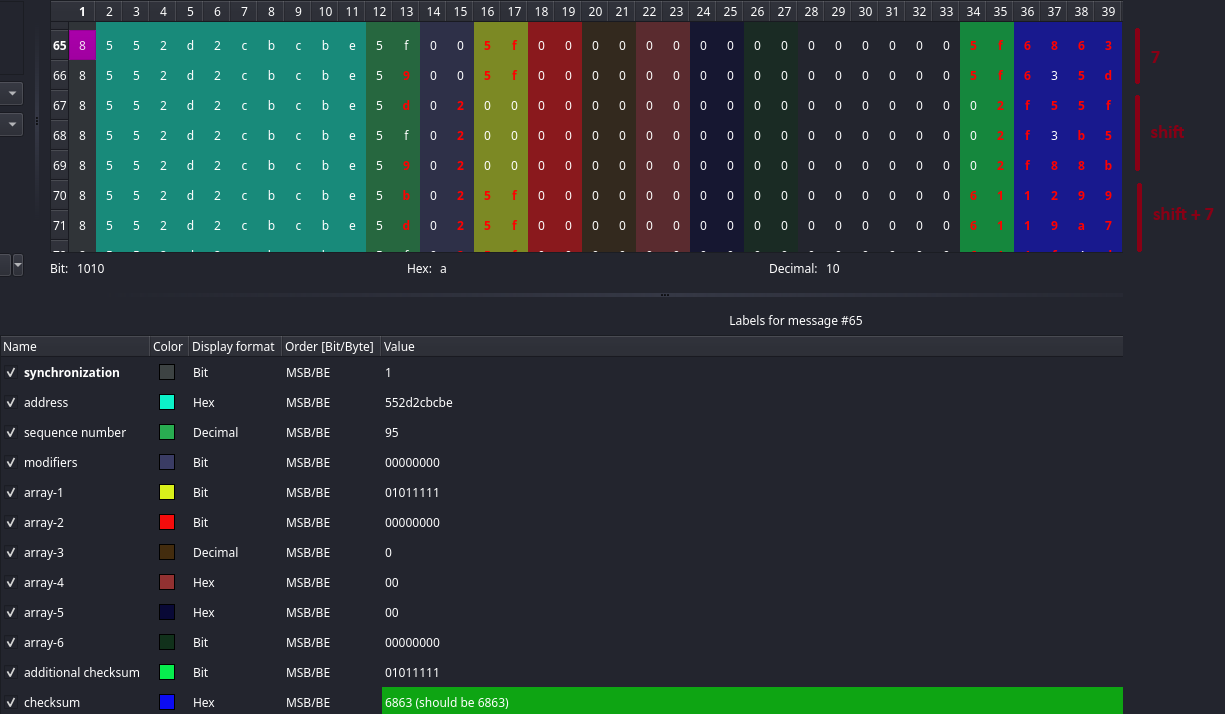 1 2 3 4 5 6 7 8 9 10 11 12 13 14 15 16 17 18 19 20 21 22 23 24 25 26 27 28 29 30 31 32 33 34 35 36 37 38 39
65 8 5 5 2 d 2 c b c b e 5 f 0 0 5 f 0 0 0 0 0 0 0 0 0 0 0 0 0 0 0 0 5 f 6 8 6 3
7
66 8 5 5 2 d 2 c b c b e 5 9 0 0 5 f 0 0 0 0 0 0 0 0 0 0 0 0 0 0 0 0 5 f 6 3 5 d
67 8 5 5 2 d 2 c b c b e 5 d 0 2 0 0 0 0 0 0 0 0 0 0 0 0 0 0 0 0 0 0 0 2 f 5 5 f
68 8 5 5 2 d 2 c b c b e 5 f 0 2 0 0 0 0 0 0 0 0 0 0 0 0 0 0 0 0 0 0 0 2 f 3 b 5
shift
69 8 5 5 2 d 2 c b c b e 5 9 0 2 0 0 0 0 0 0 0 0 0 0 0 0 0 0 0 0 0 0 0 2 f 8 8 b
70 8 5 5 2 d 2 c b c b e 5 b 0 2 5 f 0 0 0 0 0 0 0 0 0 0 0 0 0 0 0 0 6 1 1 2 9 9
shift + 7
71 8 5 5 2 d 2 c b c b e 5 d 0 2 5 f 0 0 0 0 0 0 0 0 0 0 0 0 0 0 0 0 6 1 1 9 a 7
Bit: 1010 Hex: a Decimal: 10
Labels for message #65
Name Color Display format Order [Bit/Byte] Value
synchronization Bit MSB/BE 1
address Hex MSB/BE 552d2cbcbe
sequence number Decimal MSB/BE 95
modifiers Bit MSB/BE 00000000
array-1 Bit MSB/BE 01011111
array-2 Bit MSB/BE 00000000
array-3 Decimal MSB/BE 0
array-4 Hex MSB/BE 00
array-5 Hex MSB/BE 00
array-6 Bit MSB/BE 00000000
additional checksum Bit MSB/BE 01011111
checksum Hex MSB/BE 6863 (should be 6863)